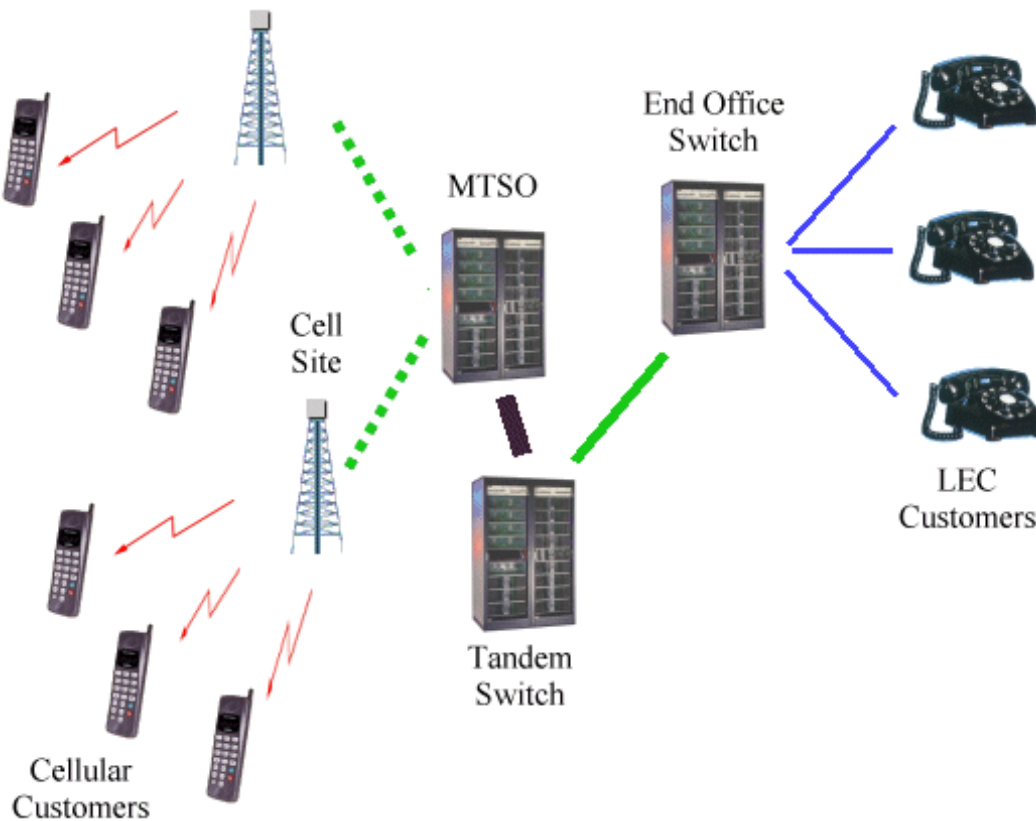 End Office
Switch
MTSO
Cell
Site
LEC
Customers
Tandem
Switch
Cellular
Customers